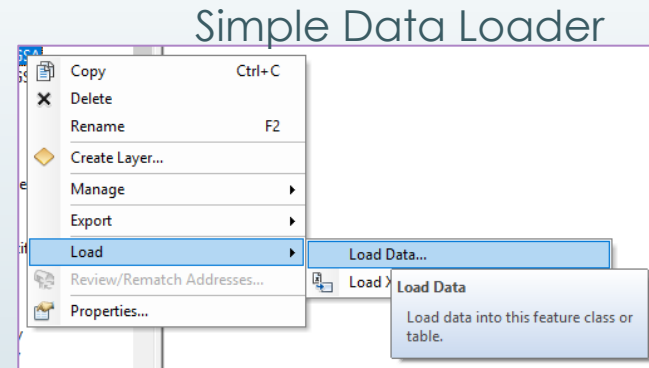 Simple Data Loader
Copy Ctrl+C
Delete
Rename F2
Create Layer...
Manage
Export
Load
Load Data...
Review/Rematch Addresses...
Load
Load Data
Properties...
Load data into this feature class or
table.